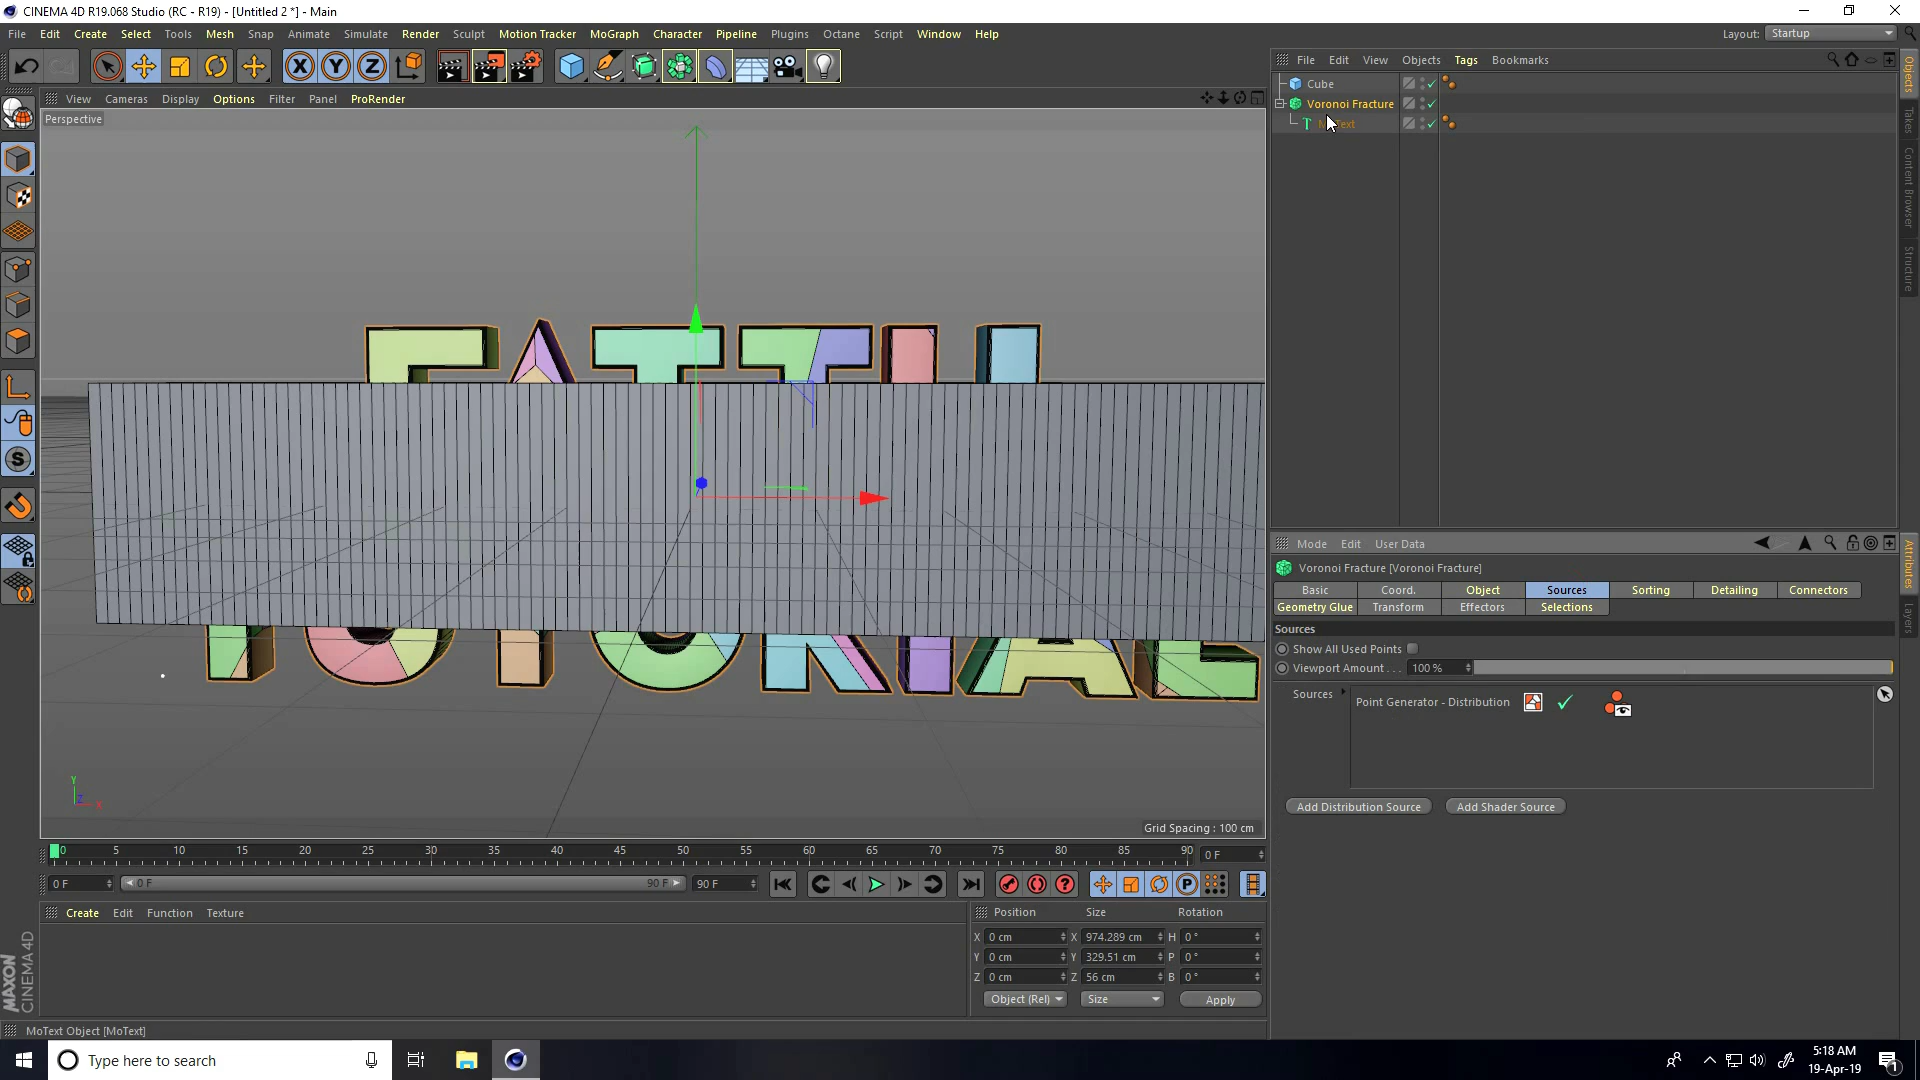 CINEMA 4D R19.068 Studio (RC - R19) - [Untitled 2 *] - Main
File Edit Create Select Tools Mesh Snap Animate Simulate Render Sculpt Motion Tracker MoGraph Character Pipeline Plugins Octane Script Window Help
Layout: Startup
File Edit View Objects Tags Bookmarks
View Cameras Display Options Filter Panel ProRender
Perspective
Cube
Voronoi Fracture
Objects
Takes
Content Browser
Structure
Mode Edit User Data
Voronoi Fracture [Voronoi Fracture]
Basic Coord. Object Sources Sorting Detailing Connectors
Geometry Glue Transform Effectors Selections
Attributes
Layers
Sources
Show All Used Points
Viewport Amount . . . 100 %
Sources Point Generator - Distribution
Add Distribution Source Add Shader Source
Y
Z X
Grid Spacing : 100 cm
0 5 10 15 20 25 30 35 40 45 50 55 60 65 70 75 80 85 90 0 F
0 F 0 F 90 F 90 F
Create Edit Function Texture
Position Size Rotation
X 0 cm X 974.289 cm H 0 °
Y 0 cm Y 329.51 cm P 0 °
Z 0 cm Z 56 cm B 0 °
Object (Rel) Size Apply
MAXON
CINEMA 4D
MoText Object [MoText]
Type here to search
5:18 AM
19-Apr-19
1